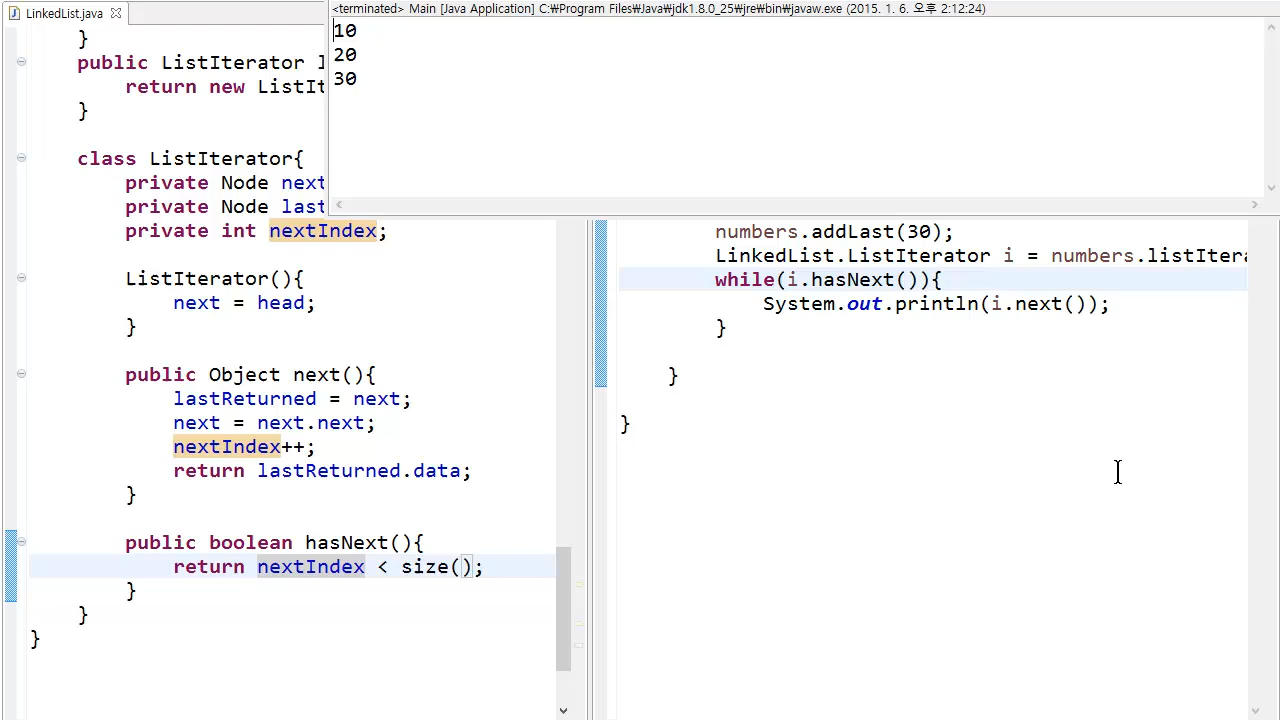 LinkedList.java
}
public ListIterator l
return new ListIt
}
class ListIterator{
private Node next
private Node last
private int nextIndex;
ListIterator(){
next = head;
}
public Object next(){
lastReturned = next;
next = next.next;
nextIndex++;
return lastReturned.data;
}
public boolean hasNext(){
return nextIndex < size();
}
}
}
<terminated> Main [Java Application] C:₩Program Files₩Java₩jdk1.8.0_25₩jre₩bin₩javaw.exe (2015. 1. 6. 오후 2:12:24)
10
20
30
numbers.addLast(30);
LinkedList.ListIterator i = numbers.listItera
while(i.hasNext()){
System.out.println(i.next());
}
}
}